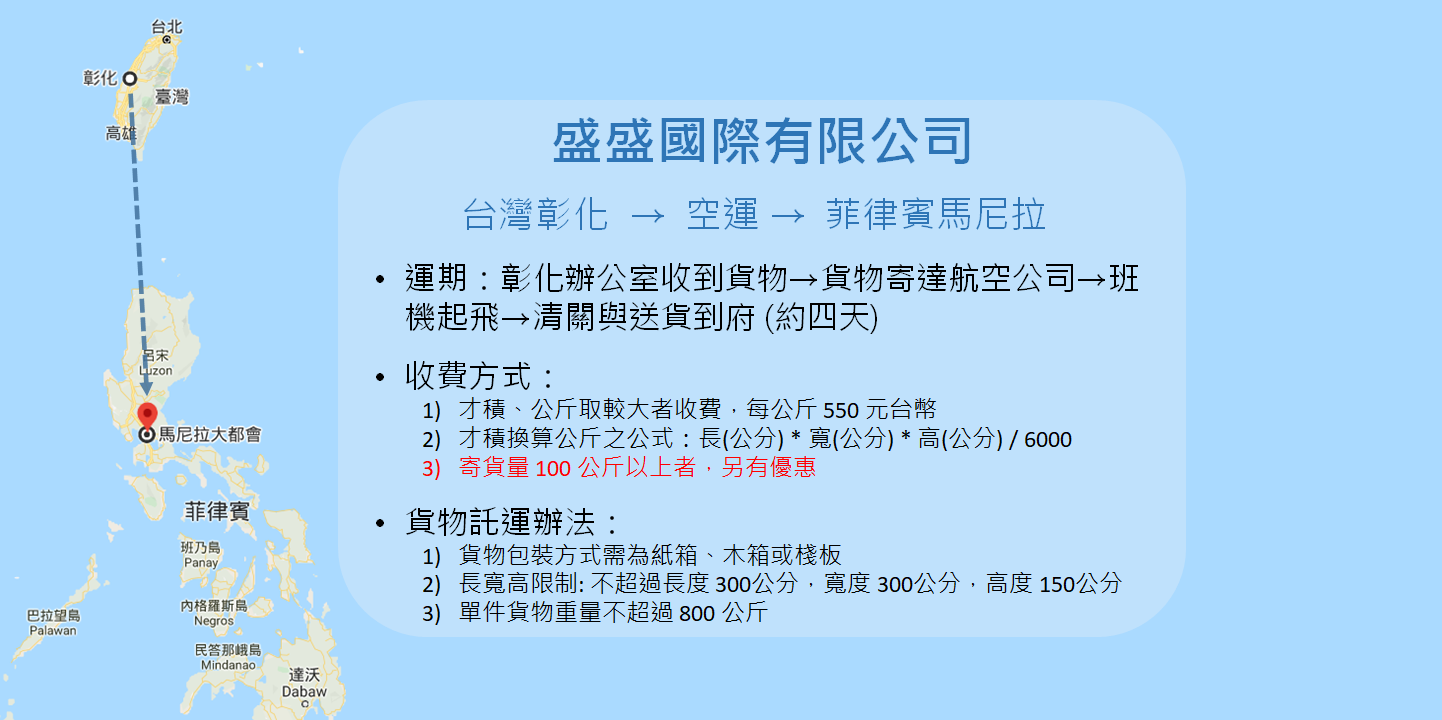 台北
彰化
臺灣
高雄
呂宋
Luzon
馬尼拉大都會
菲律賓
班乃島
Panay
內格羅斯島
Negros
巴拉望島
Palawan
民答那峨島
Mindanao
達沃
Dabaw
盛盛國際有限公司
台灣彰化 → 空運 → 菲律賓馬尼拉
• 運期：彰化辦公室收到貨物→貨物寄達航空公司→班
機起飛→清關與送貨到府 (約四天)
• 收費方式：
1) 才積、公斤取較大者收費，每公斤 550 元台幣
2) 才積換算公斤之公式：長(公分) * 寬(公分) * 高(公分) / 6000
3) 寄貨量 100 公斤以上者，另有優惠
• 貨物託運辦法：
1) 貨物包裝方式需為紙箱、木箱或棧板
2) 長寬高限制: 不超過長度 300公分，寬度 300公分，高度 150公分
3) 單件貨物重量不超過 800 公斤